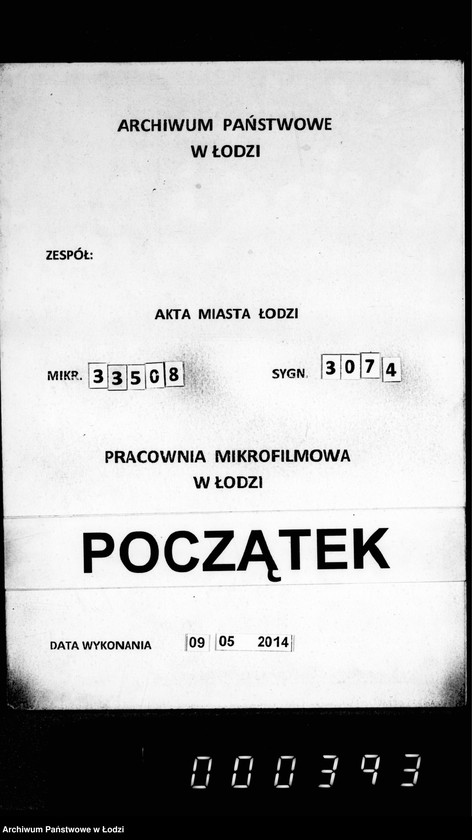 ARCHIWUM PAŃSTWOWE
W ŁODZI
ZESPÓŁ:
AKTA MIASTA ŁODZI
MIKR. 33508 SYGN. 3074
PRACOWNIA MIKROFILMOWA
W ŁODZI
POCZĄTEK
DATA WYKONANIA 09 05 2014
000393
Archiwum Państwowe w Łodzi